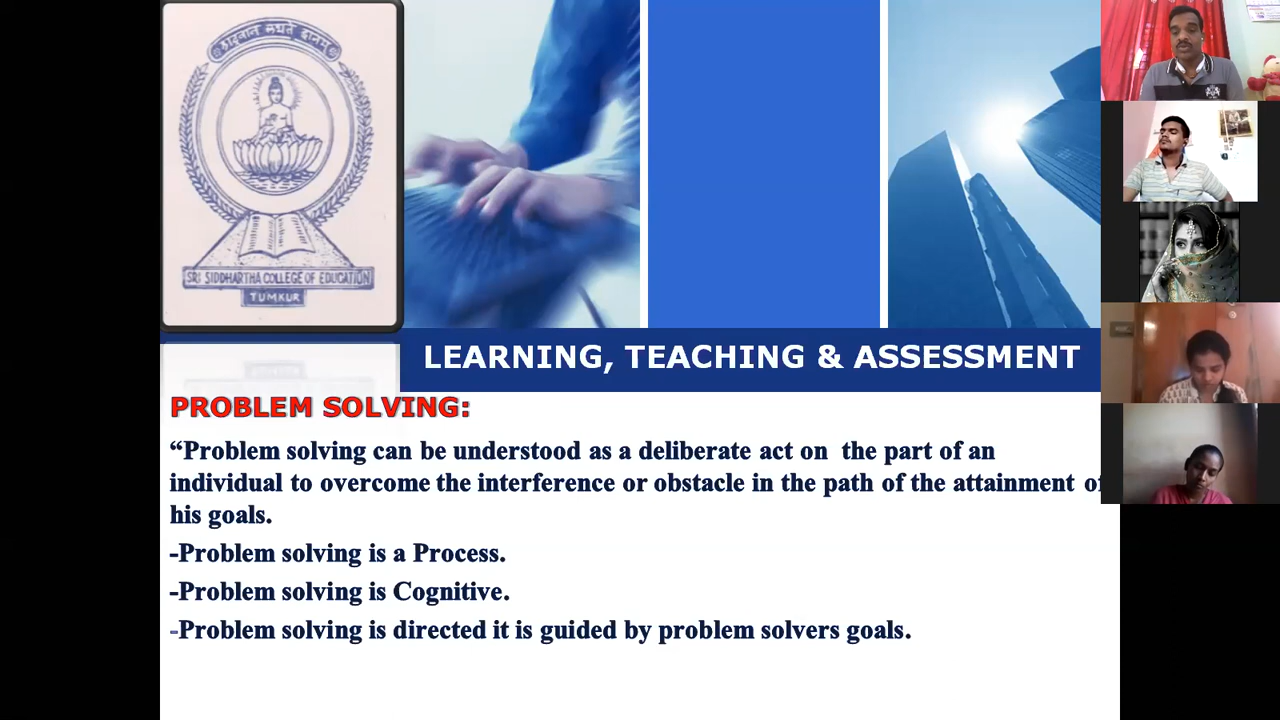 SRI SIDDHARTHA COLLEGE OF EDUCATION
TUMKUR
LEARNING, TEACHING & ASSESSMENT
PROBLEM SOLVING:
“Problem solving can be understood as a deliberate act on the part of an
individual to overcome the interference or obstacle in the path of the attainment of
his goals.
-Problem solving is a Process.
-Problem solving is Cognitive.
-Problem solving is directed it is guided by problem solvers goals.